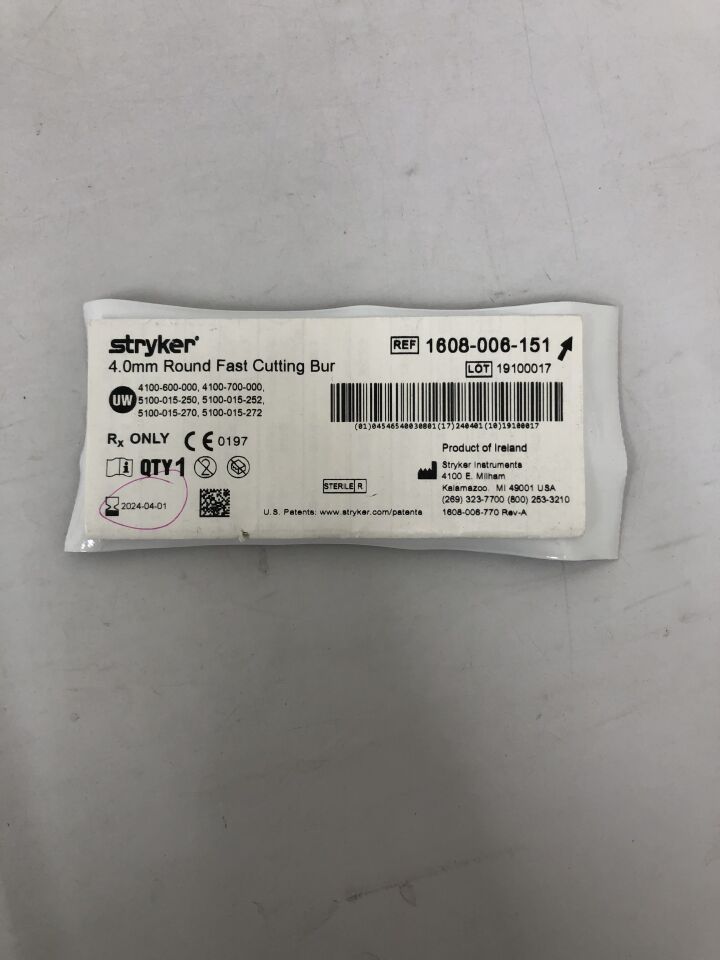 stryker®
4.0mm Round Fast Cutting Bur
REF 1608-006-151
LOT 19100017
UW
4100-600-000, 4100-700-000,
5100-015-250, 5100-015-252,
5100-015-270, 5100-015-272
(01)04546540030801(17)240401(10)19100017
Rx ONLY CE 0197
QTY 1
2
2024-04-01
STERILE R
U.S. Patents: www.stryker.com/patents
Product of Ireland
Stryker Instruments
4100 E. Milham
Kalamazoo, MI 49001 USA
(269) 323-7700 (800) 253-3210
1608-006-770 Rev-A